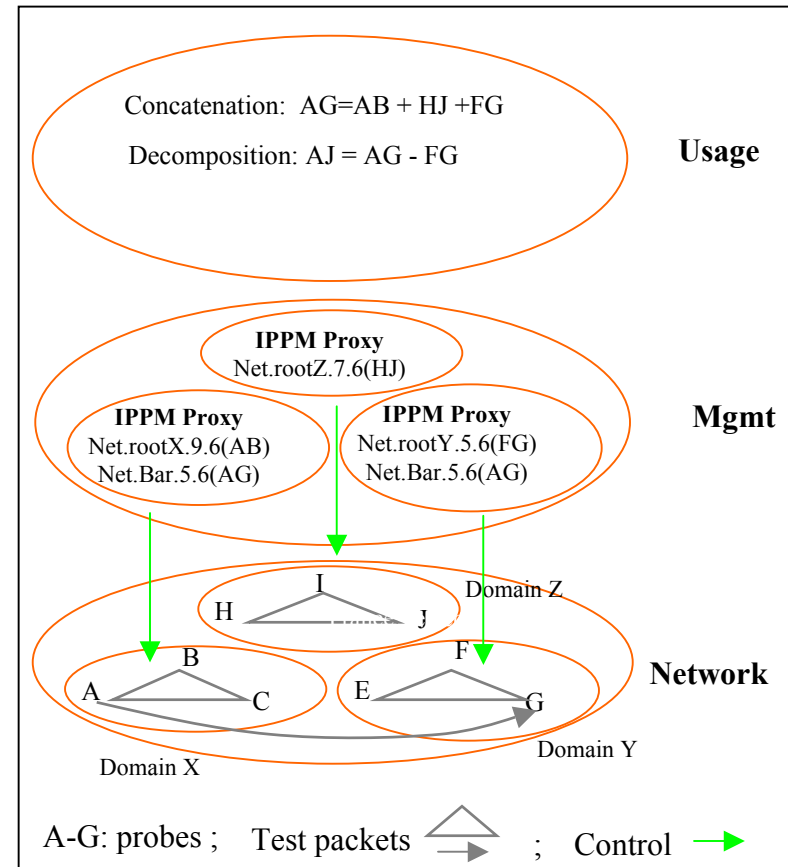 Concatenation: AG=AB + HJ +FG
Decomposition: AJ = AG - FG
Usage
IPPM Proxy
Net.rootZ.7.6(HJ)
IPPM Proxy
Net.rootX.9.6(AB)
Net.Bar.5.6(AG)
IPPM Proxy
Net.rootY.5.6(FG)
Net.Bar.5.6(AG)
Mgmt
I
Domain Z
H
J
B
F
A
C
E
G
Network
Domain X
Domain Y
A-G: probes ; Test packets ; Control